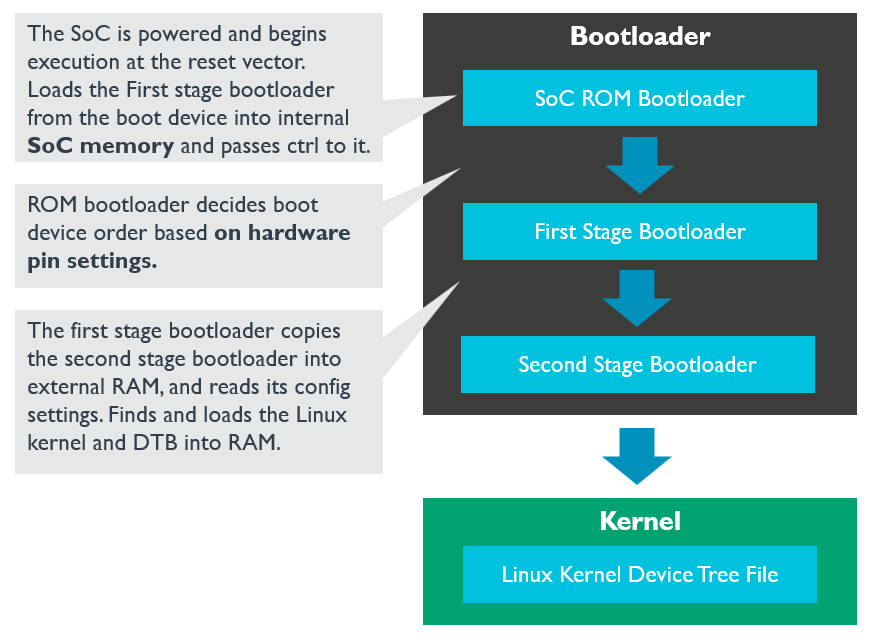 The SoC is powered and begins
execution at the reset vector.
Loads the First stage bootloader
from the boot device into internal
SoC memory and passes ctrl to it.
ROM bootloader decides boot
device order based on hardware
pin settings.
The first stage bootloader copies
the second stage bootloader into
external RAM, and reads its config
settings. Finds and loads the Linux
kernel and DTB into RAM.
Bootloader
SoC ROM Bootloader
First Stage Bootloader
Second Stage Bootloader
Kernel
Linux Kernel Device Tree File